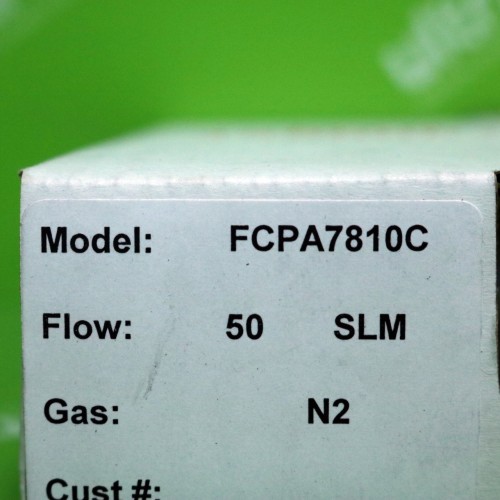 Model: FCPA7810C
Flow: 50 SLM
Gas: N2
Cust #: